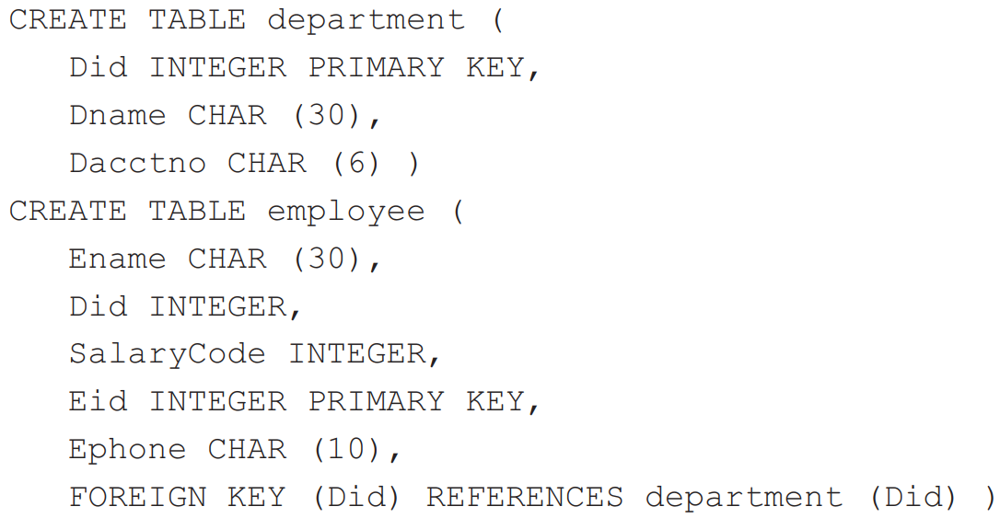 CREATE TABLE department (
Did INTEGER PRIMARY KEY,
Dname CHAR (30),
Dacctno CHAR (6) )
CREATE TABLE employee (
Ename CHAR (30),
Did INTEGER,
SalaryCode INTEGER,
Eid INTEGER PRIMARY KEY,
Ephone CHAR (10),
FOREIGN KEY (Did) REFERENCES department (Did) )